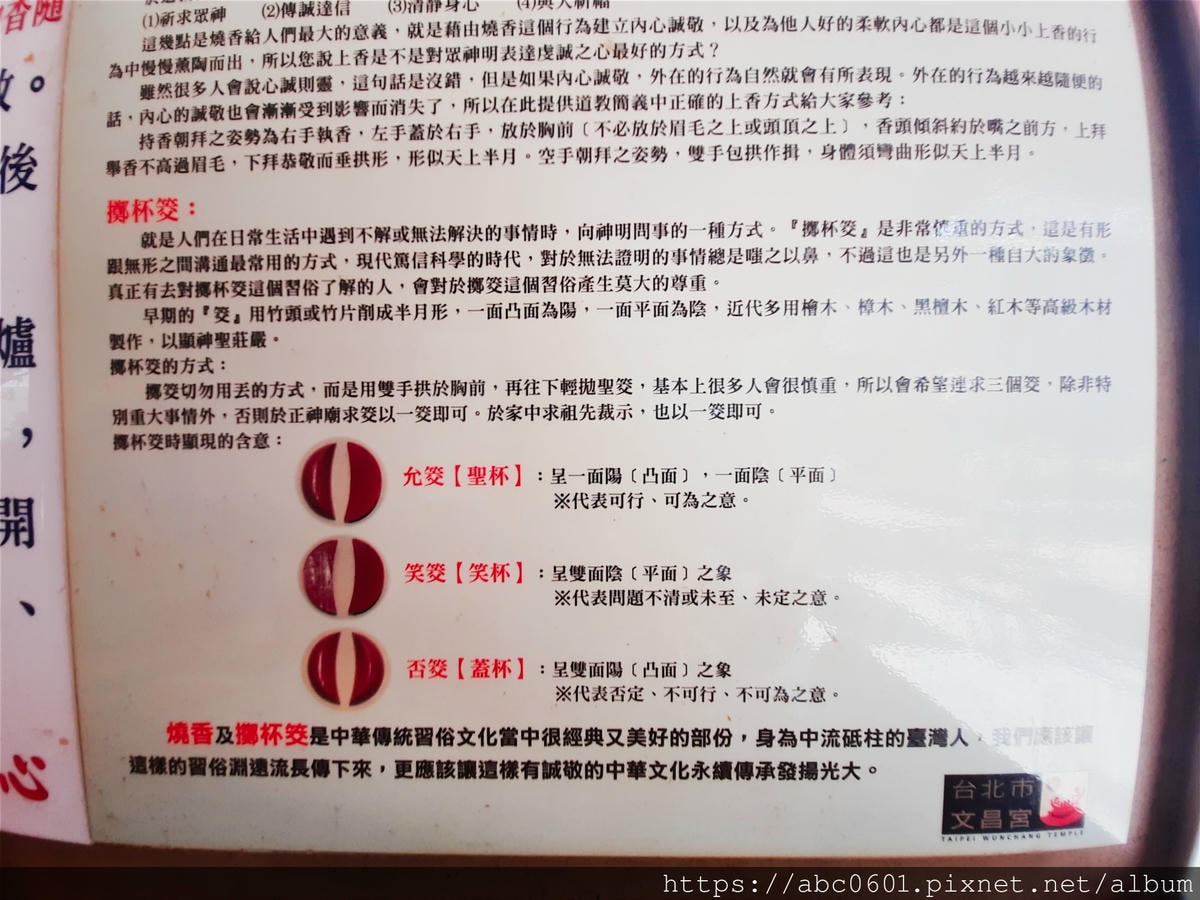 香隨
⑴祈求眾神 ⑵傳誠達信 ⑶清靜身心 ⑷與人祈福
這幾點是燒香給人們最大的意義，就是藉由燒香這個行為建立內心誠敬，以及為他人好的柔軟內心都是這個小小上香的行
為中慢慢薰陶而出，所以您說上香是不是對眾神明表達虔誠之心最好的方式？
雖然很多人會說心誠則靈，這句話是沒錯，但是如果內心誠敬，外在的行為自然就會有所表現。外在的行為越來越隨便的
話，內心的誠敬也會漸漸受到影響而消失了，所以在此提供道教簡義中正確的上香方式給大家參考：
持香朝拜之姿勢為右手執香，左手蓋於右手，放於胸前〔不必放於眉毛之上或頭頂之上〕，香頭傾斜約於嘴之前方，上拜
舉香不高過眉毛，下拜恭敬而垂拱形，形似天上半月。空手朝拜之姿勢，雙手包拱作揖，身體須彎曲形似天上半月。
擲杯筊：
就是人們在日常生活中遇到不解或無法解決的事情時，向神明問事的一種方式。『擲杯筊』是非常慎重的方式，這是有形
跟無形之間溝通最常用的方式，現代篤信科學的時代，對於無法證明的事情總是嗤之以鼻，不過這也是另外一種自大的象徵。
真正有去對擲杯筊這個習俗了解的人，會對於擲筊這個習俗產生莫大的尊重。
早期的『筊』用竹頭或竹片削成半月形，一面凸面為陽，一面平面為陰，近代多用檜木、樟木、黑檀木、紅木等高級木材
製作，以顯神聖莊嚴。
擲杯筊的方式：
擲筊切勿用丟的方式，而是用雙手拱於胸前，再往下輕拋聖筊，基本上很多人會很慎重，所以會希望連求三個筊，除非特
別重大事情外，否則於正神廟求筊以一筊即可。於家中求祖先裁示，也以一筊即可。
擲杯筊時顯現的含意：
允筊【聖杯】：呈一面陽〔凸面〕，一面陰〔平面〕
※代表可行、可為之意。
笑筊【笑杯】：呈雙面陰〔平面〕之象
※代表問題不清或未至、未定之意。
否筊【蓋杯】：呈雙面陽〔凸面〕之象
※代表否定、不可行、不可為之意。
燒香及擲杯筊是中華傳統習俗文化當中很經典又美好的部份，身為中流砥柱的臺灣人，我們應該讓
這樣的習俗淵遠流長傳下來，更應該讓這樣有誠敬的中華文化永續傳承發揚光大。
台北市
文昌宮
TAIPEI WUNCHANG TEMPLE
。
後
爐
，
開
、
心
https://abc0601.pixnet.net/album